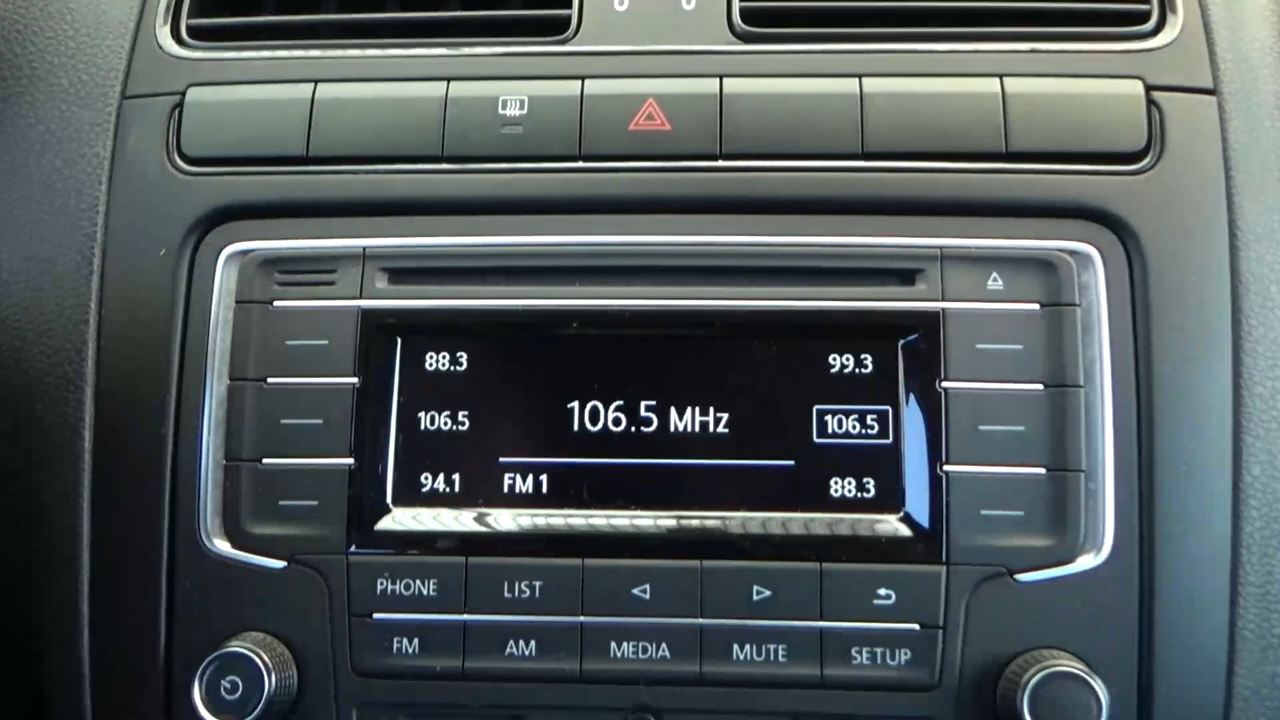 88.3 99.3
106.5 106.5 MHz 106.5
94.1 FM 1 88.3
PHONE LIST
FM AM MEDIA MUTE SETUP